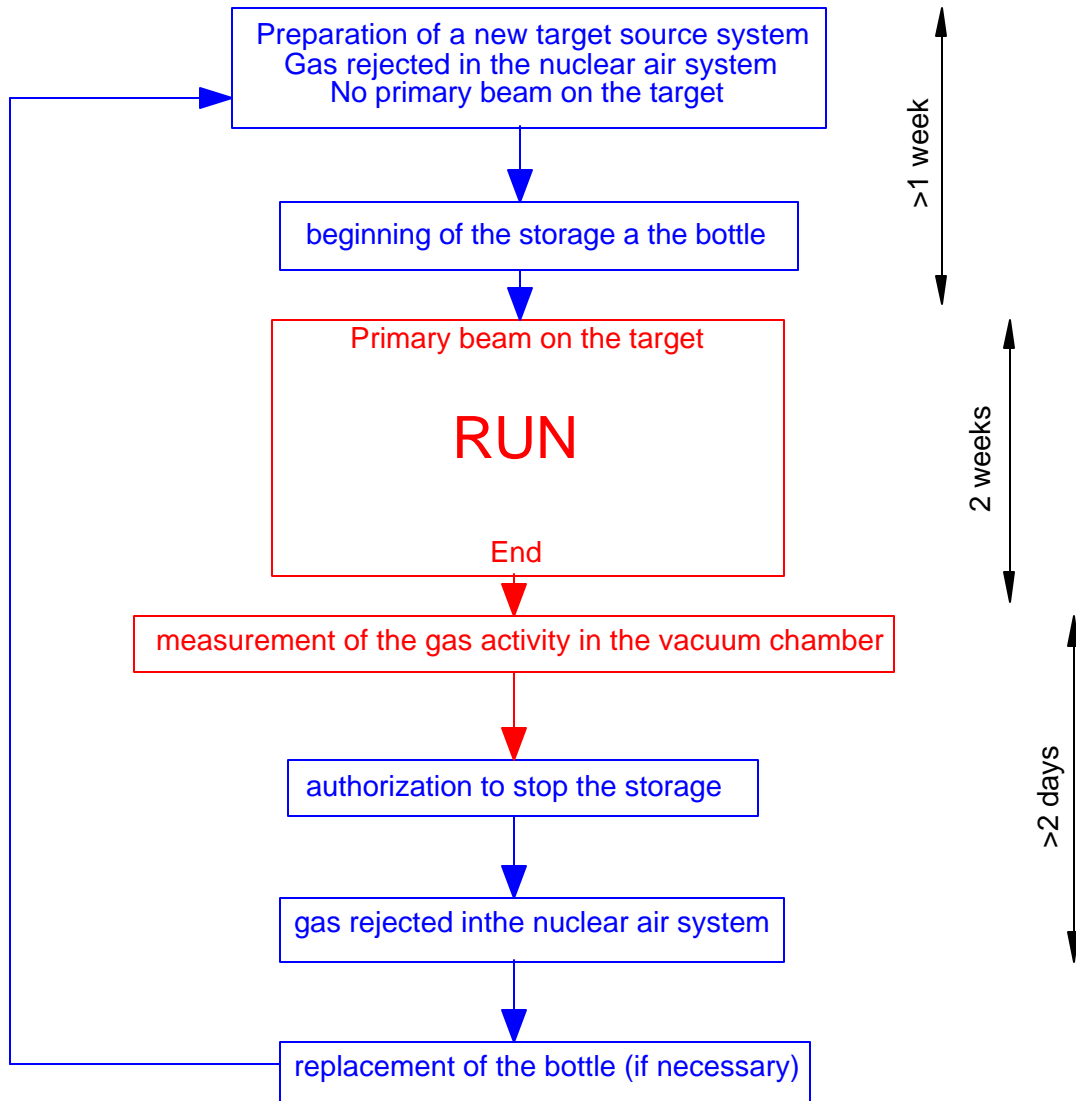 Preparation of a new target source system
Gas rejected in the nuclear air system
No primary beam on the target
>1 week
beginning of the storage a the bottle
Primary beam on the target
RUN
2 weeks
End
measurement of the gas activity in the vacuum chamber
authorization to stop the storage
>2 days
gas rejected inthe nuclear air system
replacement of the bottle (if necessary)